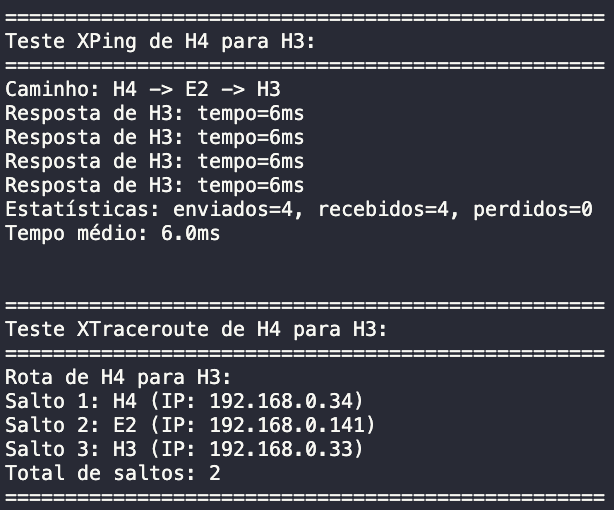 ==================================================
Teste XPing de H4 para H3:
==================================================
Caminho: H4 -> E2 -> H3
Resposta de H3: tempo=6ms
Resposta de H3: tempo=6ms
Resposta de H3: tempo=6ms
Resposta de H3: tempo=6ms
Estatísticas: enviados=4, recebidos=4, perdidos=0
Tempo médio: 6.0ms
==================================================
Teste XTraceroute de H4 para H3:
==================================================
Rota de H4 para H3:
Salto 1: H4 (IP: 192.168.0.34)
Salto 2: E2 (IP: 192.168.0.141)
Salto 3: H3 (IP: 192.168.0.33)
Total de saltos: 2
==================================================